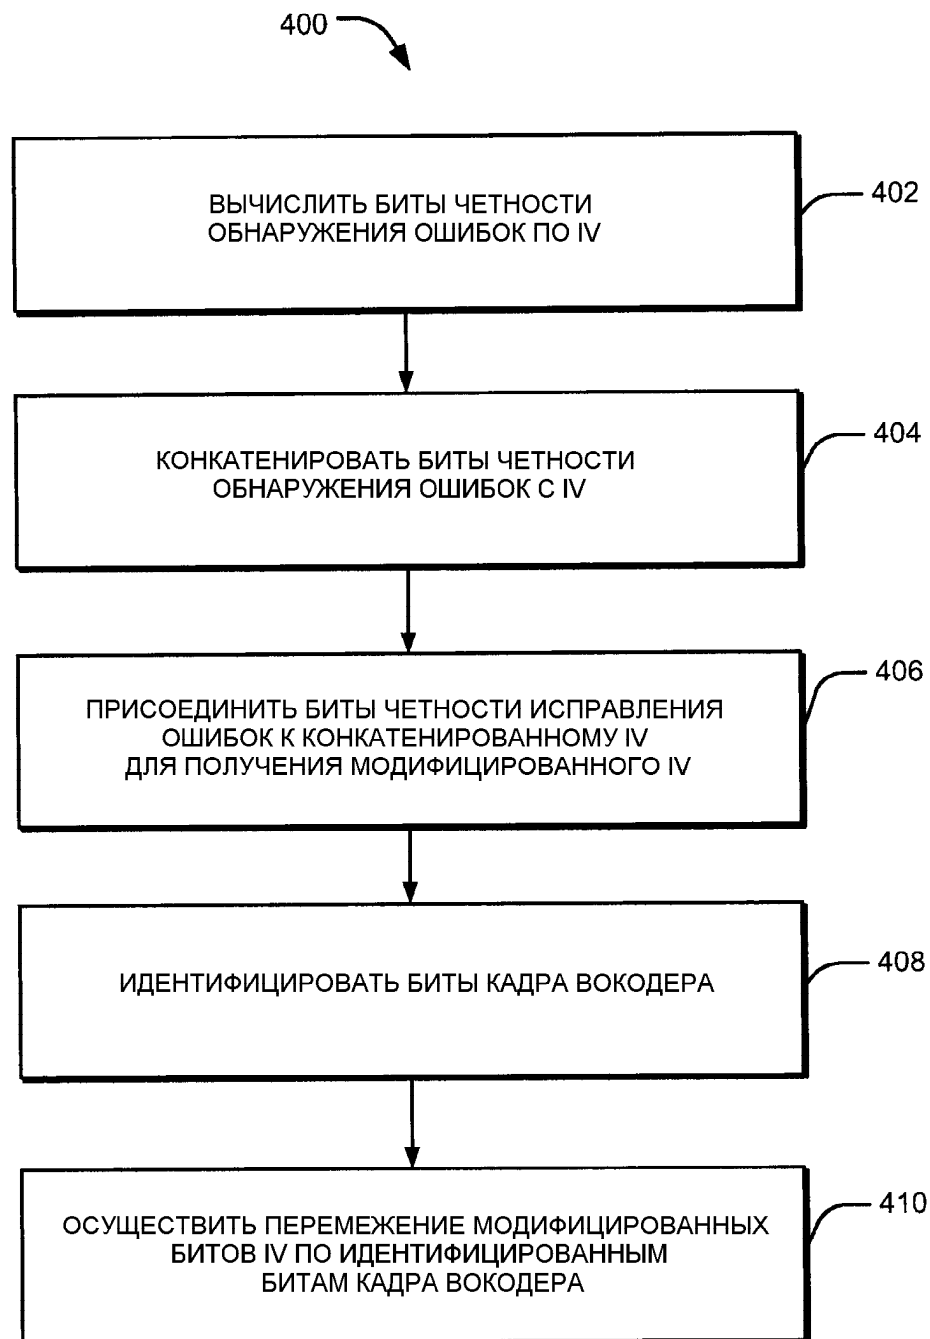 400
ВЫЧИСЛИТЬ БИТЫ ЧЕТНОСТИ
ОБНАРУЖЕНИЯ ОШИБОК ПО IV
402
КОНКАТЕНИРОВАТЬ БИТЫ ЧЕТНОСТИ
ОБНАРУЖЕНИЯ ОШИБОК С IV
404
ПРИСОЕДИНИТЬ БИТЫ ЧЕТНОСТИ ИСПРАВЛЕНИЯ
ОШИБОК К КОНКАТЕНИРОВАННОМУ IV
ДЛЯ ПОЛУЧЕНИЯ МОДИФИЦИРОВАННОГО IV
406
ИДЕНТИФИЦИРОВАТЬ БИТЫ КАДРА ВОКОДЕРА
408
ОСУЩЕСТВИТЬ ПЕРЕМЕЖЕНИЕ МОДИФИЦИРОВАННЫХ
БИТОВ IV ПО ИДЕНТИФИЦИРОВАННЫМ
БИТАМ КАДРА ВОКОДЕРА
410